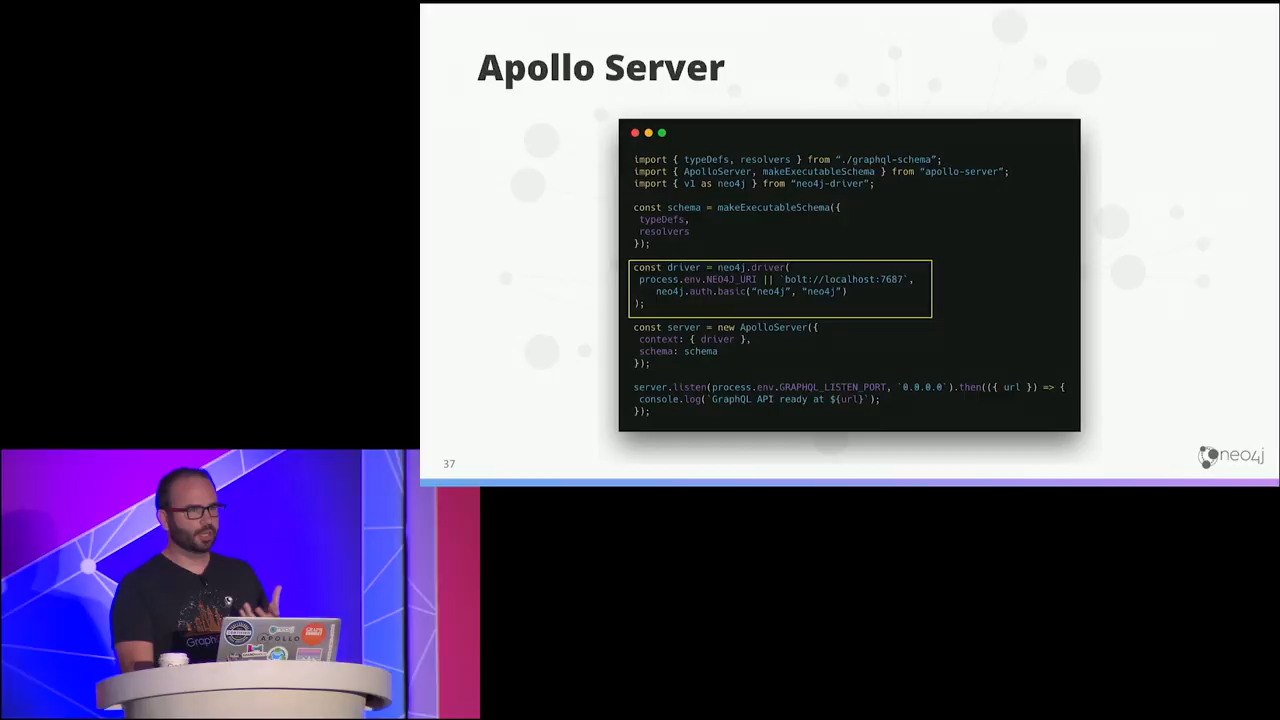 Apollo Server
import { typeDefs, resolvers } from “./graphql-schema”;
import { ApolloServer, makeExecutableSchema } from “apollo-server”;
import { v1 as neo4j } from “neo4j-driver”;
const schema = makeExecutableSchema({
typeDefs,
resolvers
});
const driver = neo4j.driver(
process.env.NEO4J_URI || `bolt://localhost:7687`,
neo4j.auth.basic(“neo4j”, “neo4j”)
);
const server = new ApolloServer({
context: { driver },
schema: schema
});
server.listen(process.env.GRAPHQL_LISTEN_PORT, `0.0.0.0`).then(({ url }) => {
console.log(`GraphQL API ready at ${url}`);
});
37
neo4j
APOLLO